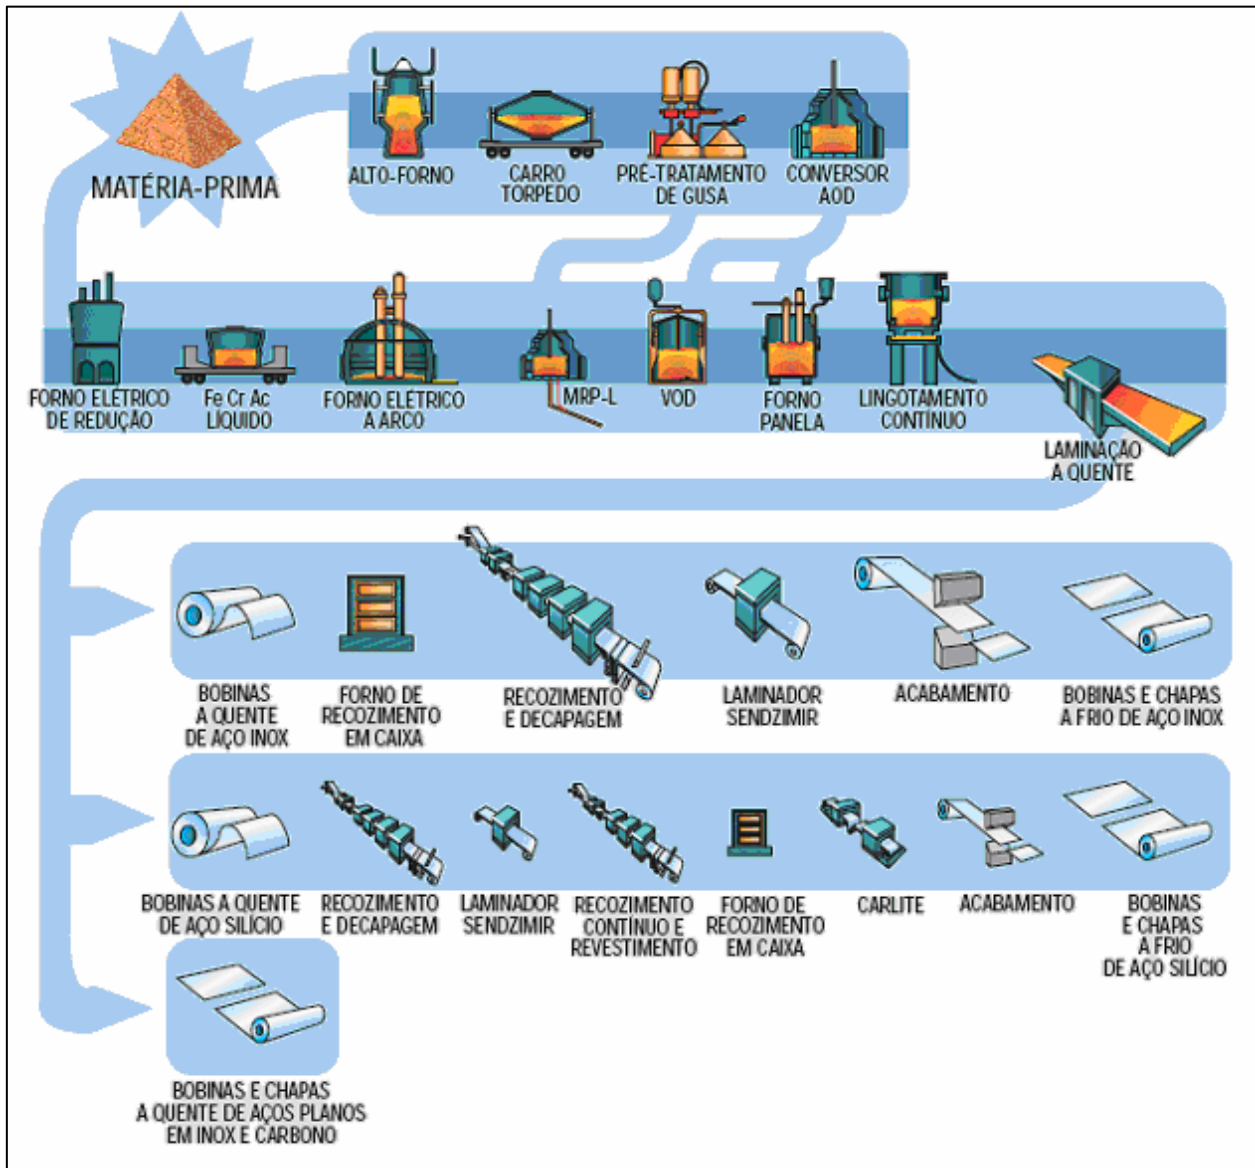 MATÉRIA-PRIMA
ALTO-FORNO
CARRO
TORPEDO
PRÉ-TRATAMENTO
DE GUSA
CONVERSOR
AOD
FORNO ELÉTRICO
DE REDUÇÃO
Fe Cr Ac
LÍQUIDO
FORNO ELÉTRICO
A ARCO
MRP-L
VOD
FORNO
PANELA
LINGOTAMENTO
CONTÍNUO
LAMINAÇÃO
A QUENTE
BOBINAS
A QUENTE
DE AÇO INOX
FORNO DE
RECOZIMENTO
EM CAIXA
RECOZIMENTO
E DECAPAGEM
LAMINADOR
SENDZIMIR
ACABAMENTO
BOBINAS E CHAPAS
A FRIO DE AÇO INOX
BOBINAS A QUENTE
DE AÇO SILÍCIO
RECOZIMENTO
E DECAPAGEM
LAMINADOR
SENDZIMIR
RECOZIMENTO
CONTÍNUO E
REVESTIMENTO
FORNO DE
RECOZIMENTO
EM CAIXA
CARLITE
ACABAMENTO
BOBINAS
E CHAPAS
A FRIO
DE AÇO SILÍCIO
BOBINAS E CHAPAS
A QUENTE DE AÇOS PLANOS
EM INOX E CARBONO